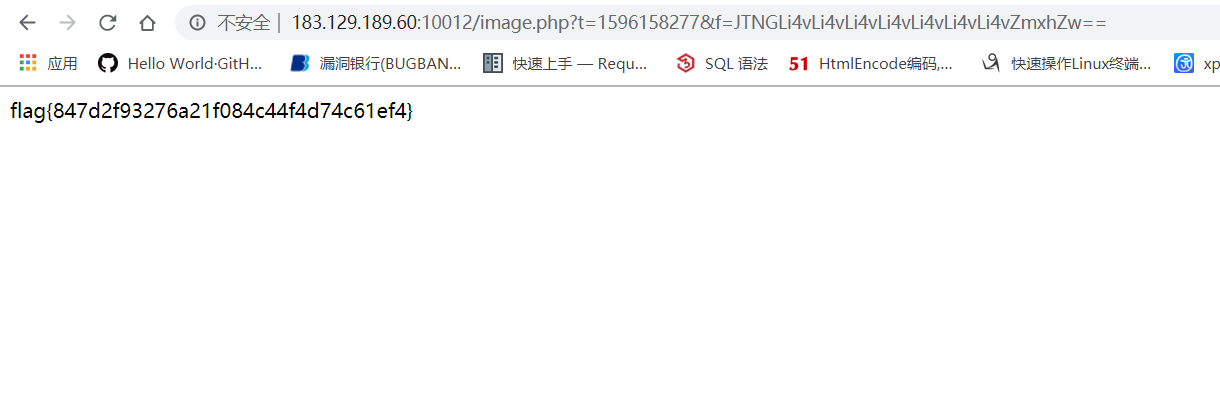 不安全 | 183.129.189.60:10012/image.php?t=1596158277&f=JTNGLi4vLi4vLi4vLi4vLi4vLi4vLi4vZmxhZw==
应用 Hello World·GitH... 漏洞银行(BUGBAN... 快速上手 — Requ... SQL 语法 51 HtmlEncode编码,... 快速操作Linux终端... xp
flag{847d2f93276a21f084c44f4d74c61ef4}